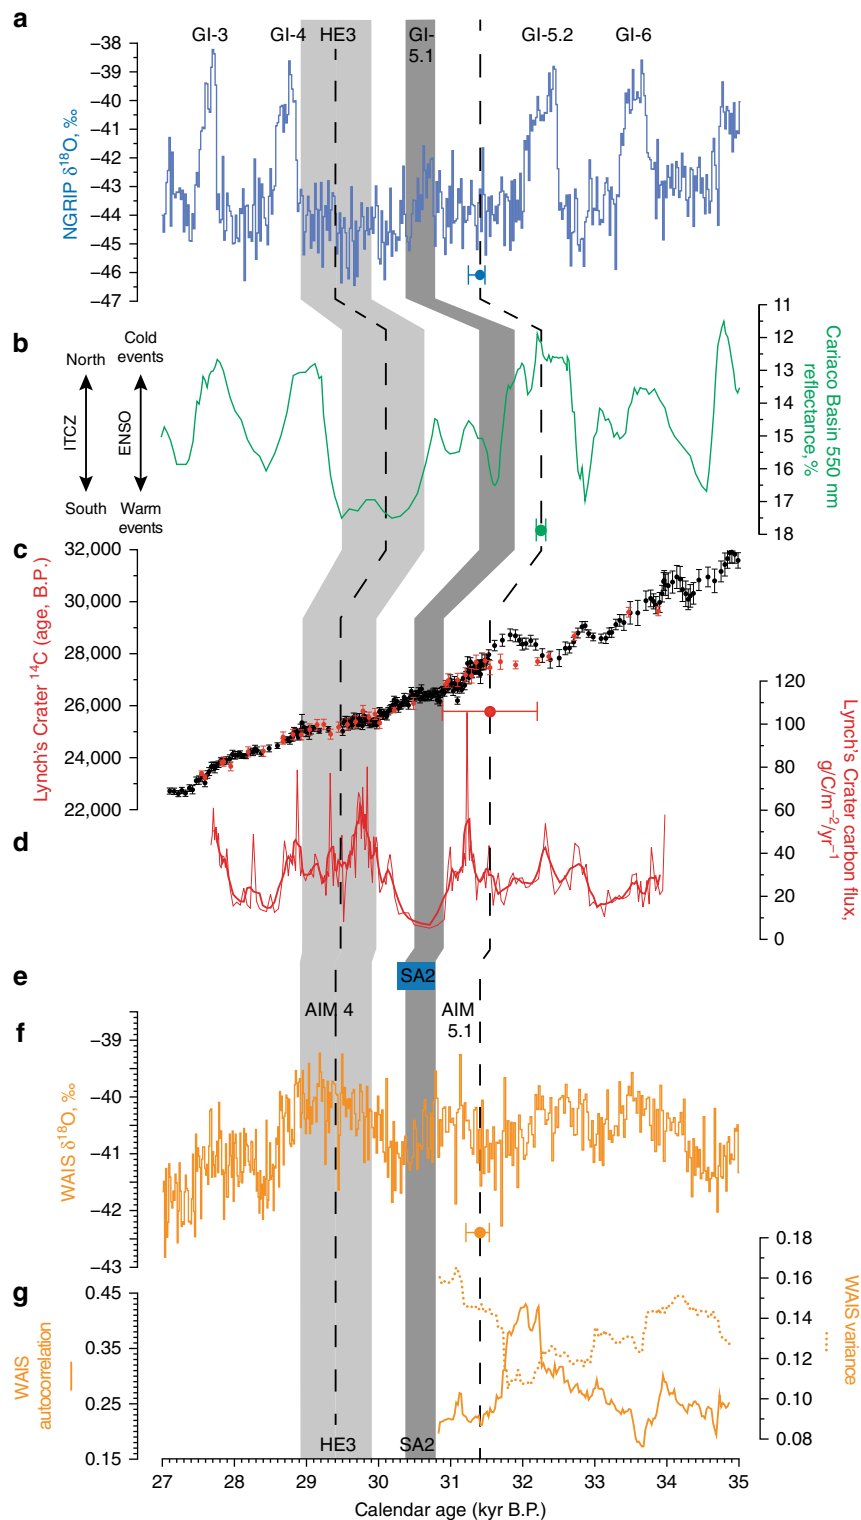 a
GI-3
GI-4
HE3
GI-
5.1
GI-5.2
GI-6
−38
−39
−40
−41
−42
−43
−44
−45
−46
−47
NGRIP δ18O, ‰
b
North
South
ITCZ
Cold
events
ENSO
Warm
events
11
12
13
14
15
16
17
18
Cariaco Basin 550 nm
reflectance,%
c
32,000
30,000
28,000
26,000
24,000
22,000
Lynch's Crater 14C (age, B.P.)
120
100
80
60
40
20
0
Lynch's Crater carbon flux,
g/C/m−2/yr−1
d
e
SA2
AIM 4
AIM
5.1
f
−39
−40
−41
−42
−43
WAIS δ18O, ‰
g
0.45
0.35
0.25
0.15
WAIS
autocorrelation
0.18
0.16
0.14
0.12
0.10
0.08
WAIS variance
HE3
SA2
27 28 29 30 31 32 33 34 35
Calendar age (kyr B.P.)